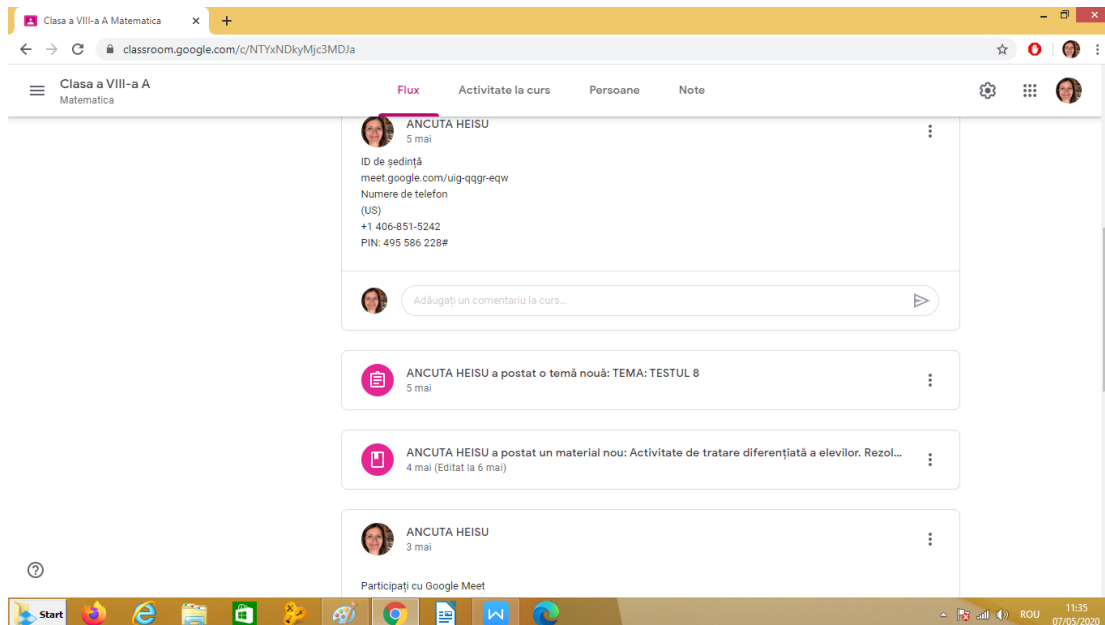 Clasa a VIII-a A Matematica
classroom.google.com/c/NTYxNDkyMjc3MDJa
Clasa a VIII-a A
Matematica
Flux
Activitate la curs
Persoane
Note
ANCUTA HEISU
5 mai
ID de ședință
meet.google.com/uig-qqgr-eqw
Numere de telefon
(US)
+1 406-851-5242
PIN: 495 586 228#
Adăugați un comentariu la curs...
ANCUTA HEISU a postat o temă nouă: TEMA: TESTUL 8
5 mai
ANCUTA HEISU a postat un material nou: Activitate de tratare diferențiată a elevilor. Rezol...
4 mai (Editat la 6 mai)
ANCUTA HEISU
3 mai
Participați cu Google Meet
Start
ROU
11:35
07/05/2020